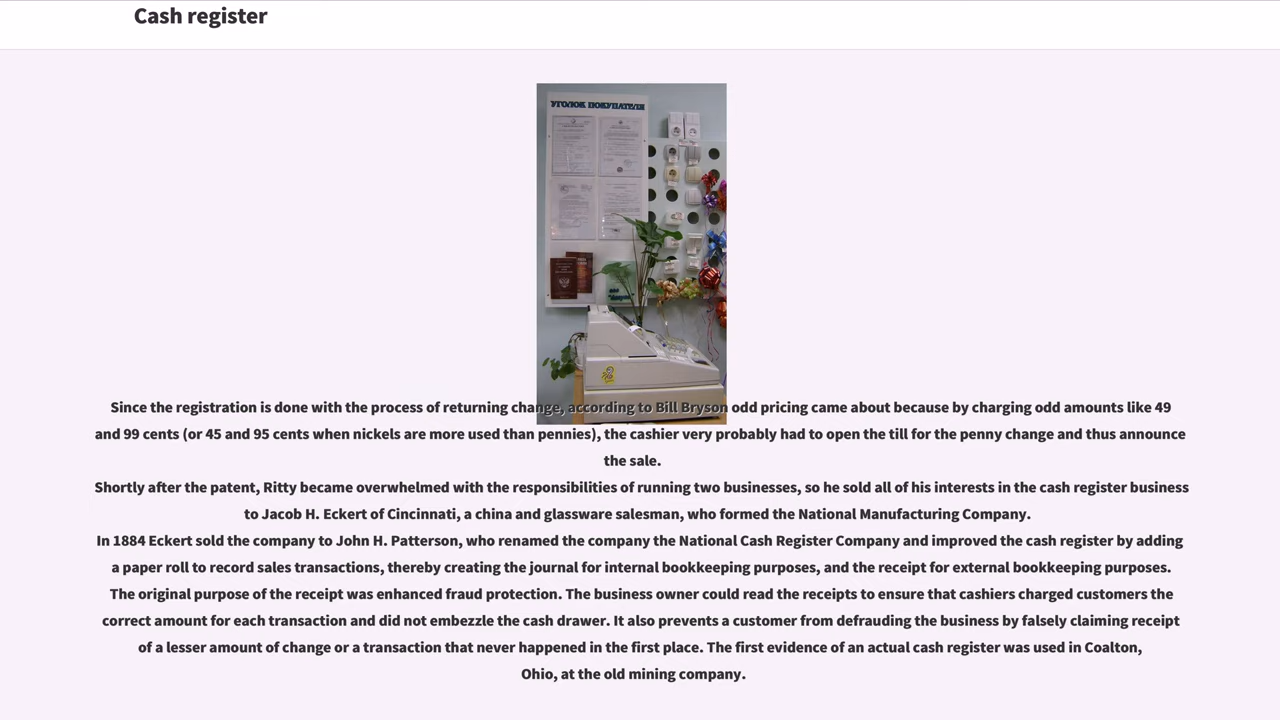 Cash register
УГОЛОК ПОКУПАТЕЛЯ
Since the registration is done with the process of returning change, according to Bill Bryson odd pricing came about because by charging odd amounts like 49
and 99 cents (or 45 and 95 cents when nickels are more used than pennies), the cashier very probably had to open the till for the penny change and thus announce
the sale.
Shortly after the patent, Ritty became overwhelmed with the responsibilities of running two businesses, so he sold all of his interests in the cash register business
to Jacob H. Eckert of Cincinnati, a china and glassware salesman, who formed the National Manufacturing Company.
In 1884 Eckert sold the company to John H. Patterson, who renamed the company the National Cash Register Company and improved the cash register by adding
a paper roll to record sales transactions, thereby creating the journal for internal bookkeeping purposes, and the receipt for external bookkeeping purposes.
The original purpose of the receipt was enhanced fraud protection. The business owner could read the receipts to ensure that cashiers charged customers the
correct amount for each transaction and did not embezzle the cash drawer. It also prevents a customer from defrauding the business by falsely claiming receipt
of a lesser amount of change or a transaction that never happened in the first place. The first evidence of an actual cash register was used in Coalton,
Ohio, at the old mining company.